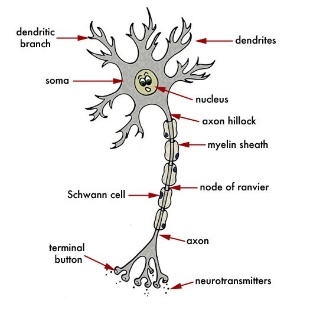 dendritic
branch
dendrites
soma
nucleus
axon hillock
myelin sheath
node of ranvier
Schwann cell
axon
terminal
button
neurotransmitters